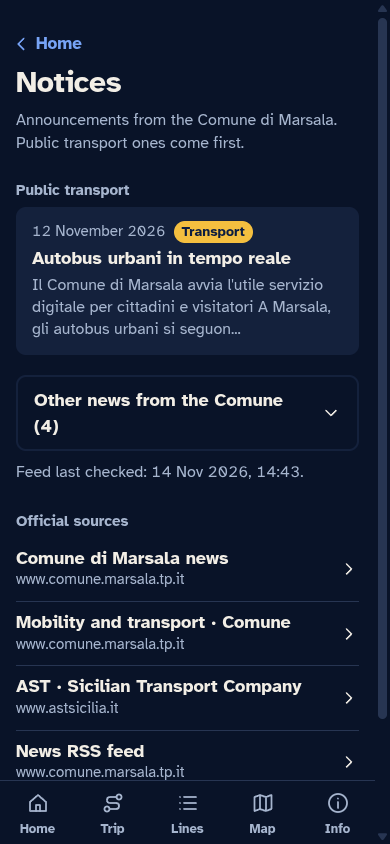 Home
Notices
Announcements from the Comune di Marsala.
Public transport ones come first.
Public transport
12 November 2026 Transport
Autobus urbani in tempo reale
Il Comune di Marsala avvia l'utile servizio
digitale per cittadini e visitatori A Marsala,
gli autobus urbani si seguon...
Other news from the Comune
(4)
Feed last checked: 14 Nov 2026, 14:43.
Official sources
Comune di Marsala news
www.comune.marsala.tp.it
Mobility and transport · Comune
www.comune.marsala.tp.it
AST · Sicilian Transport Company
www.astsicilia.it
News RSS feed
www.comune.marsala.tp.it
Home Trip Lines Map Info